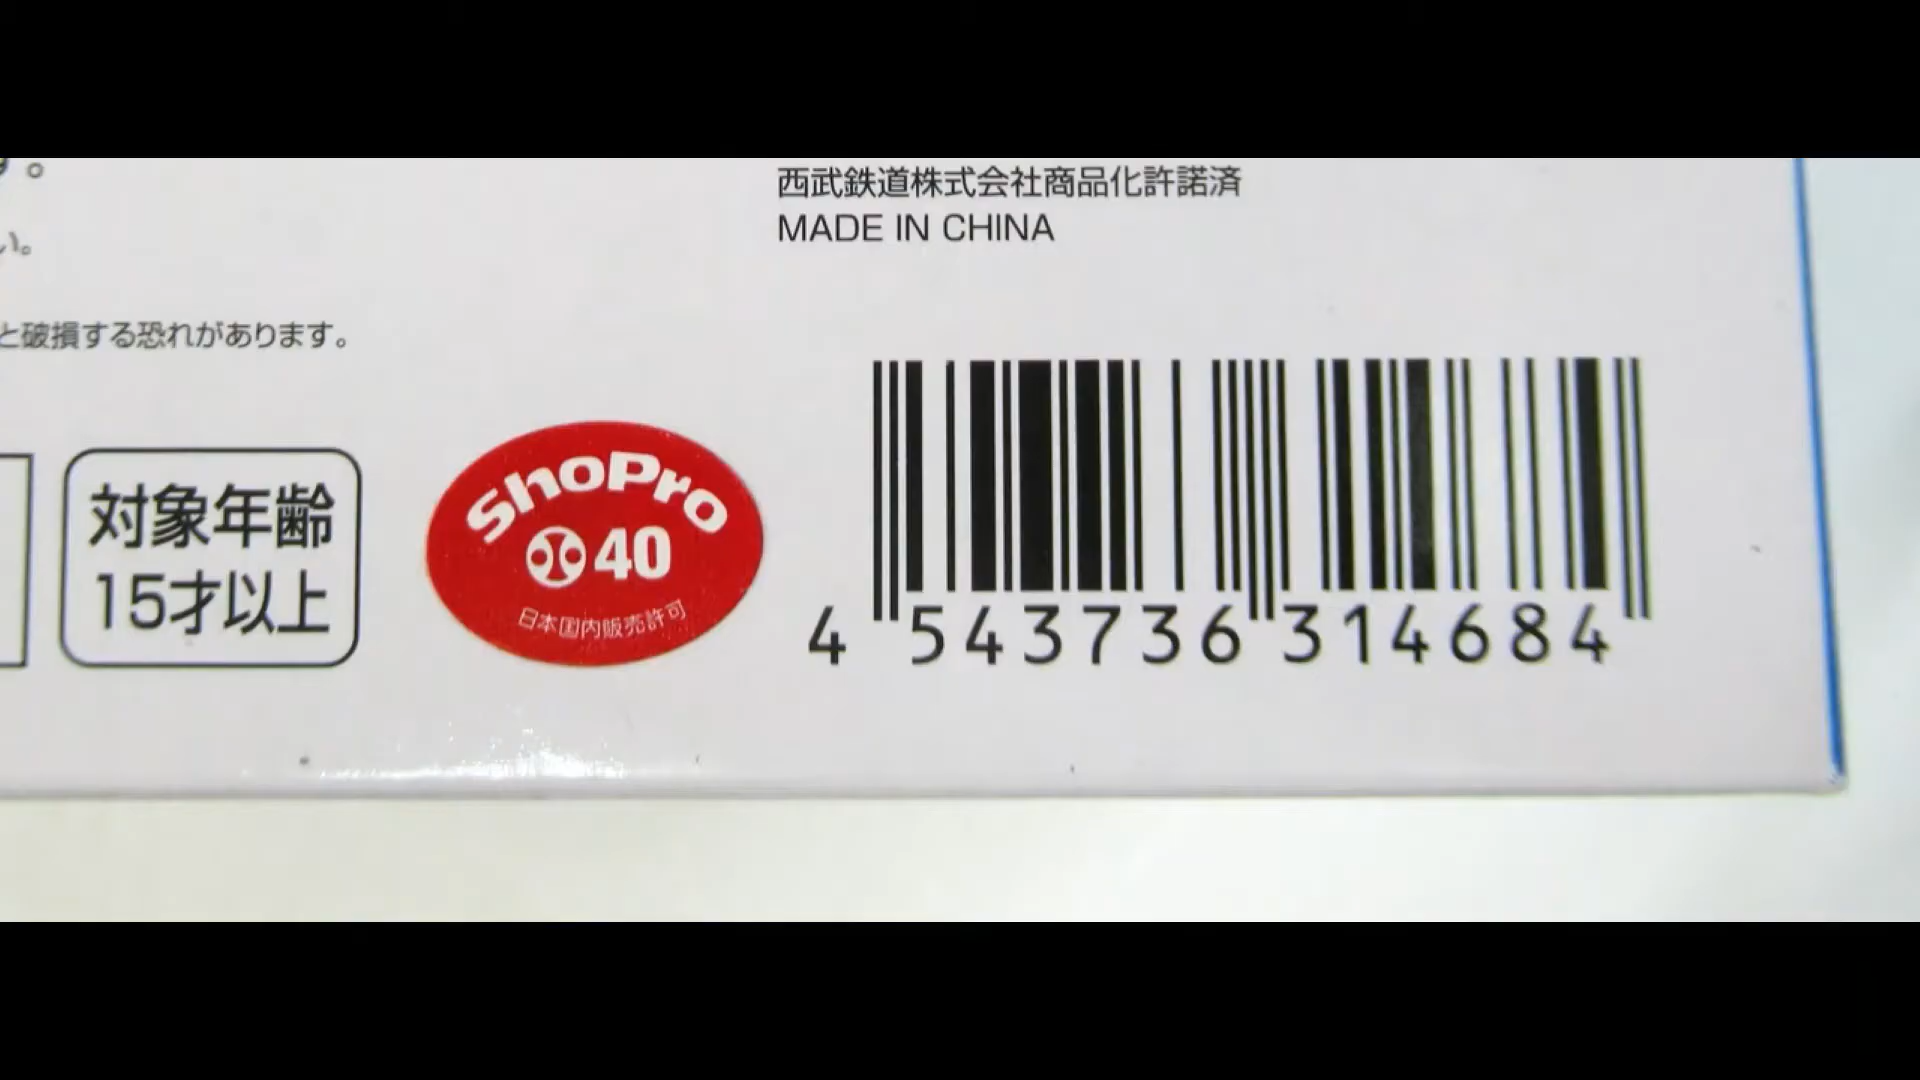 。
い。
西武鉄道株式会社商品化許諾済
MADE IN CHINA
と破損する恐れがあります。
対象年齢
15才以上
ShoPro
40
日本国内販売許可
4 543736 314684